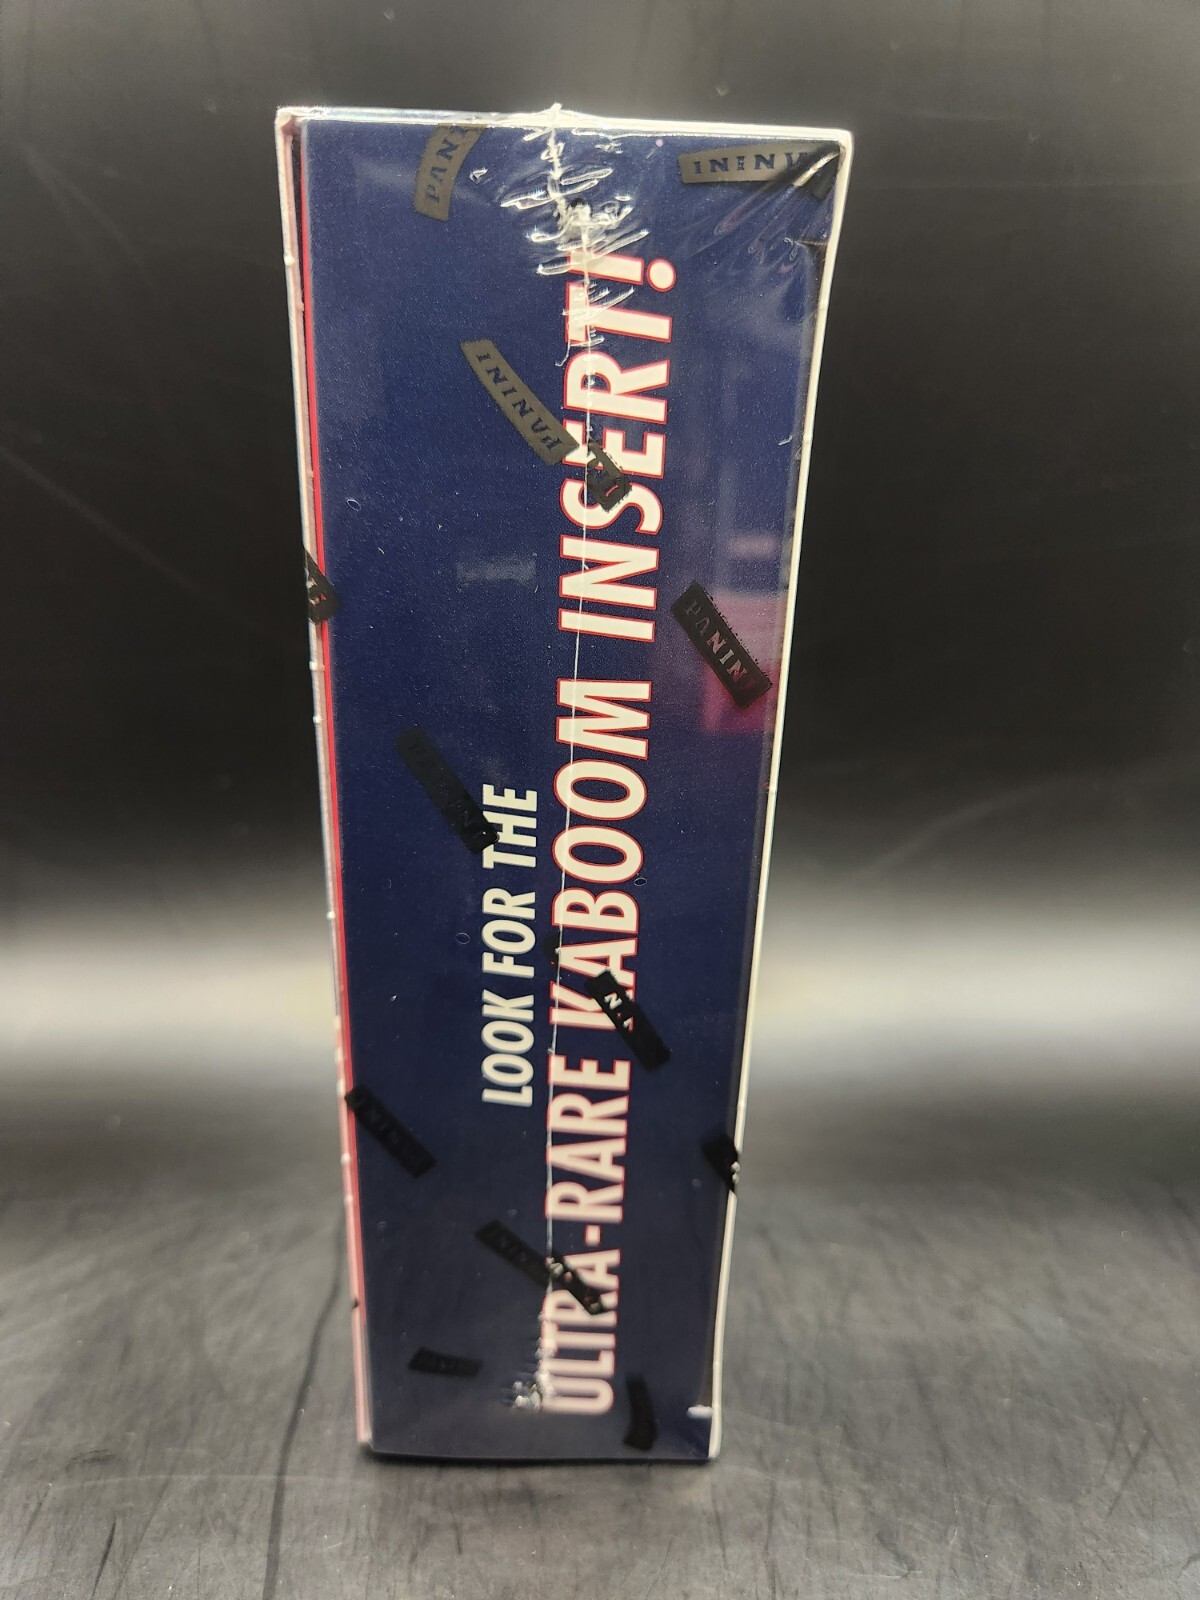 LOOK FOR THE
ULTRA-RARE KABOOM INSERT!
PANINI
PANINI
PANINI